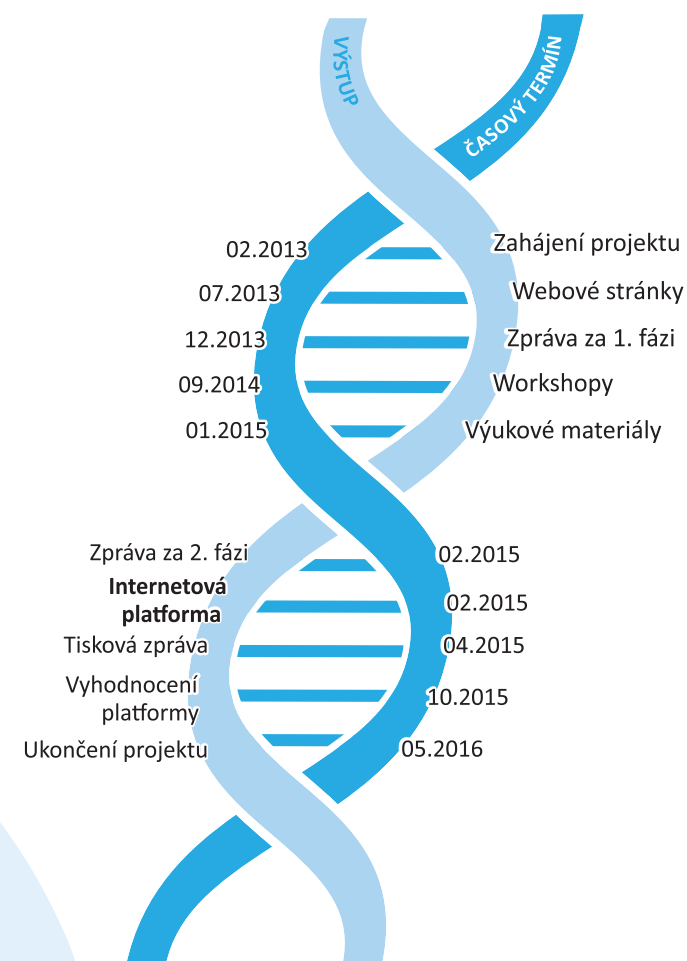 VÝSTUP
ČASOVÝ TERMÍN
02.2013
Zahájení projektu
07.2013
Webové stránky
12.2013
Zpráva za 1. fázi
09.2014
Workshopy
01.2015
Výukové materiály
Zpráva za 2. fázi
02.2015
Internetová
platforma
02.2015
Tisková zpráva
04.2015
Vyhodnocení
platformy
10.2015
Ukončení projektu
05.2016